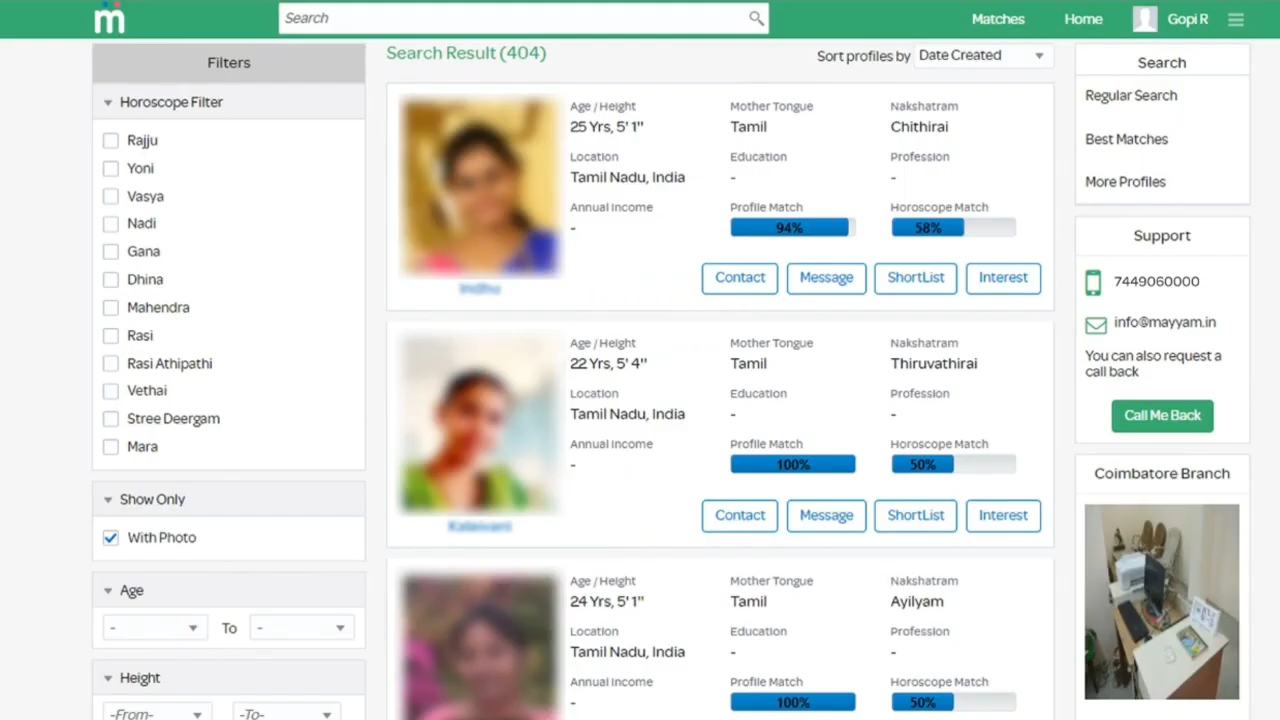 m
Search
Matches
Home
Gopi R
Filters
Horoscope Filter
Rajju
Yoni
Vasya
Nadi
Gana
Dhina
Mahendra
Rasi
Rasi Athipathi
Vethai
Stree Deergam
Mara
Show Only
With Photo
Age
- To -
Height
-From- -To-
Search Result (404)
Sort profiles by Date Created
Age / Height Mother Tongue Nakshatram
25 Yrs, 5' 1" Tamil Chithirai
Location Education Profession
Tamil Nadu, India - -
Annual Income Profile Match Horoscope Match
- 94% 58%
Contact Message ShortList Interest
Age / Height Mother Tongue Nakshatram
22 Yrs, 5' 4" Tamil Thiruvathirai
Location Education Profession
Tamil Nadu, India - -
Annual Income Profile Match Horoscope Match
- 100% 50%
Contact Message ShortList Interest
Age / Height Mother Tongue Nakshatram
24 Yrs, 5' 1" Tamil Ayilyam
Location Education Profession
Tamil Nadu, India - -
Annual Income Profile Match Horoscope Match
- 100% 50%
Search
Regular Search
Best Matches
More Profiles
Support
7449060000
info@mayyam.in
You can also request a
call back
Call Me Back
Coimbatore Branch